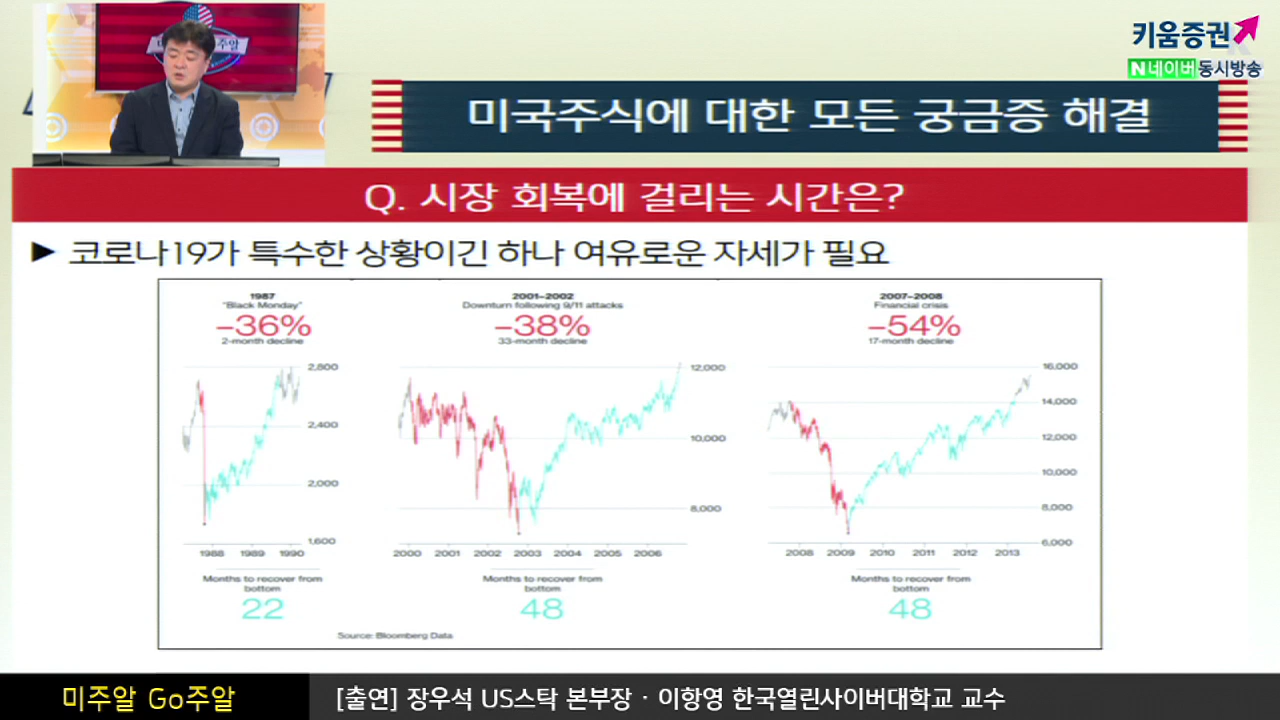 키움증권
N네이버 동시방송
미국주식에 대한 모든 궁금증 해결
Q. 시장 회복에 걸리는 시간은?
▶ 코로나19가 특수한 상황이긴 하나 여유로운 자세가 필요
1987
"Black Monday"
-36%
2-month decline
2,800
2,400
2,000
1,600
1988 1989 1990
Months to recover from
bottom
22
2001-2002
Downturn following 9/11 attacks
-38%
33-month decline
12,000
10,000
8,000
2000 2001 2002 2003 2004 2005 2006
Months to recover from
bottom
48
2007-2008
Financial crisis
-54%
17-month decline
16,000
14,000
12,000
10,000
8,000
6,000
2008 2009 2010 2011 2012 2013
Months to recover from
bottom
48
Source: Bloomberg Data
미주알 Go주알
[출연] 장우석 US스탁 본부장 · 이항영 한국열린사이버대학교 교수